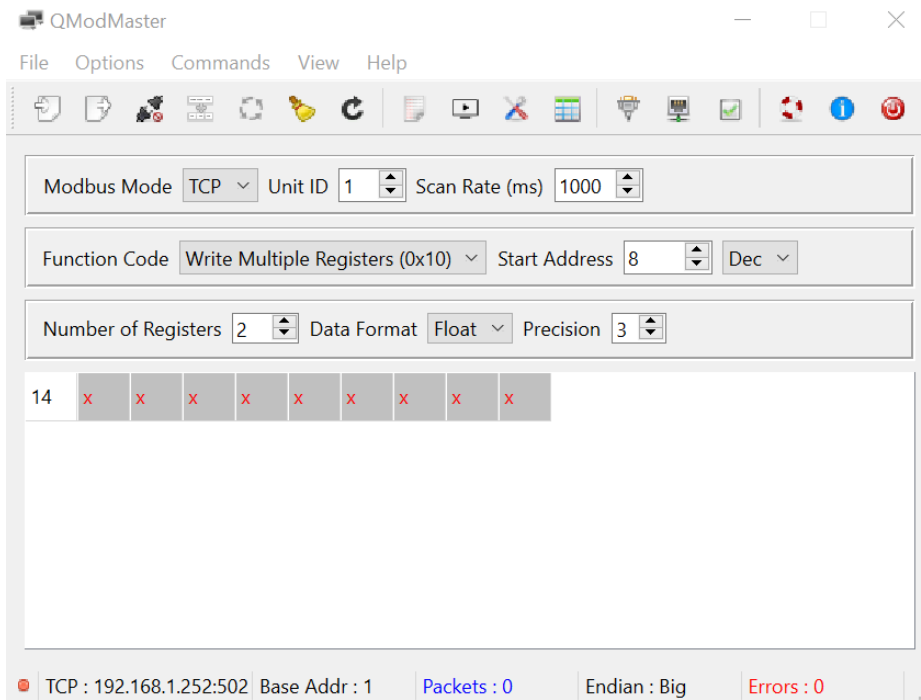 QModMaster
File Options Commands View Help
Modbus Mode TCP Unit ID 1 Scan Rate (ms) 1000
Function Code Write Multiple Registers (0x10) Start Address 8 Dec
Number of Registers 2 Data Format Float Precision 3
14 x x x x x x x x x
TCP : 192.168.1.252:502 Base Addr : 1 Packets : 0 Endian : Big Errors : 0